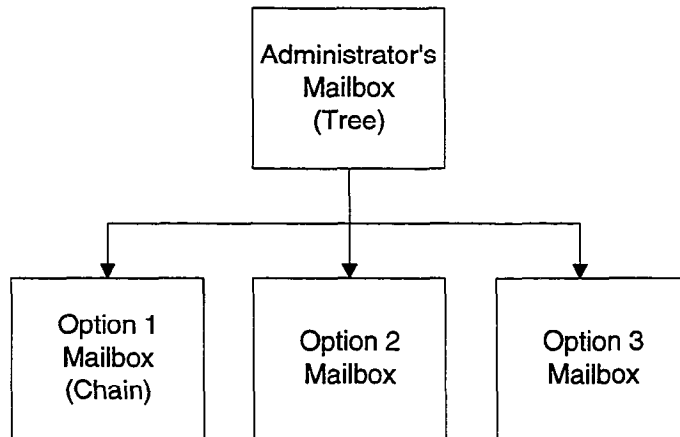 Administrator's
Mailbox
(Tree)
Option 1
Mailbox
(Chain)
Option 2
Mailbox
Option 3
Mailbox